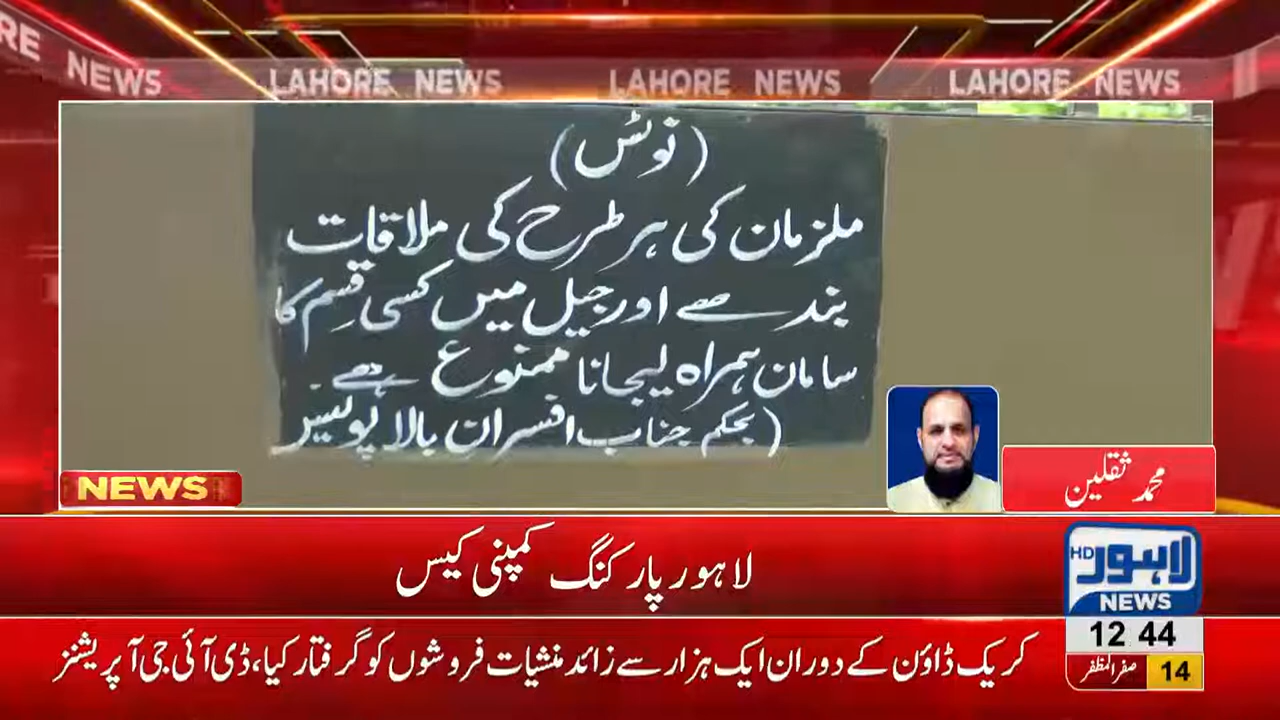 RE NEWS
LAHORE NEWS
LAHORE NEWS
LAHORE NEWS
(نوٹس)
ملزمان کی ہر طرح کی ملاقات
بند ہے اور جیل میں کسی قسم کا
سامان ہمراہ لیجانا ممنوع ہے۔
(بحکم جناب افسران بالا پولیس
NEWS
محمد ثقلین
لاہور پارکنگ کمپنی کیس
HD لاہور
NEWS
12 44
کریک ڈاؤن کے دوران ایک ہزار سے زائد منشیات فروشوں کو گرفتار کیا، ڈی آئی جی آپریشنز
صفر المظفر 14